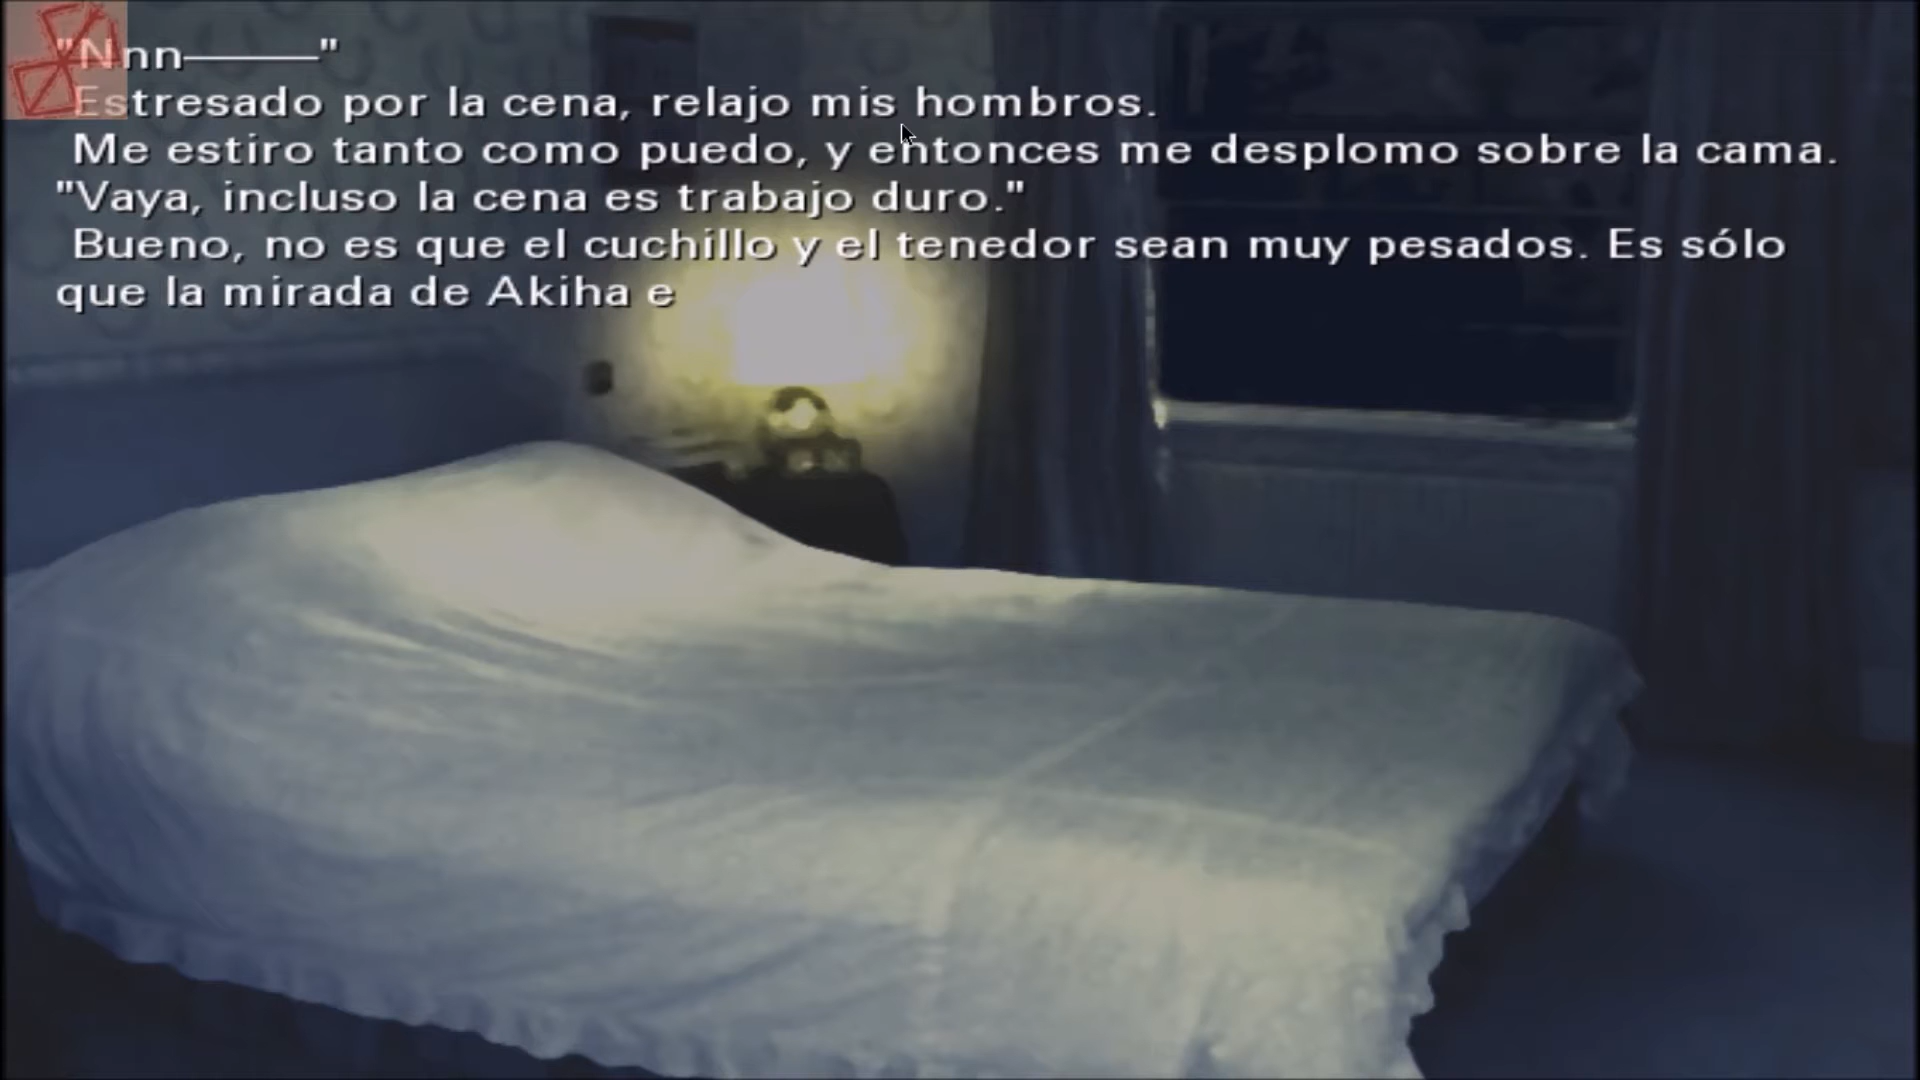 "Nnn———"
Estresado por la cena, relajo mis hombros.
Me estiro tanto como puedo, y entonces me desplomo sobre la cama.
"Vaya, incluso la cena es trabajo duro."
Bueno, no es que el cuchillo y el tenedor sean muy pesados. Es sólo
que la mirada de Akiha e